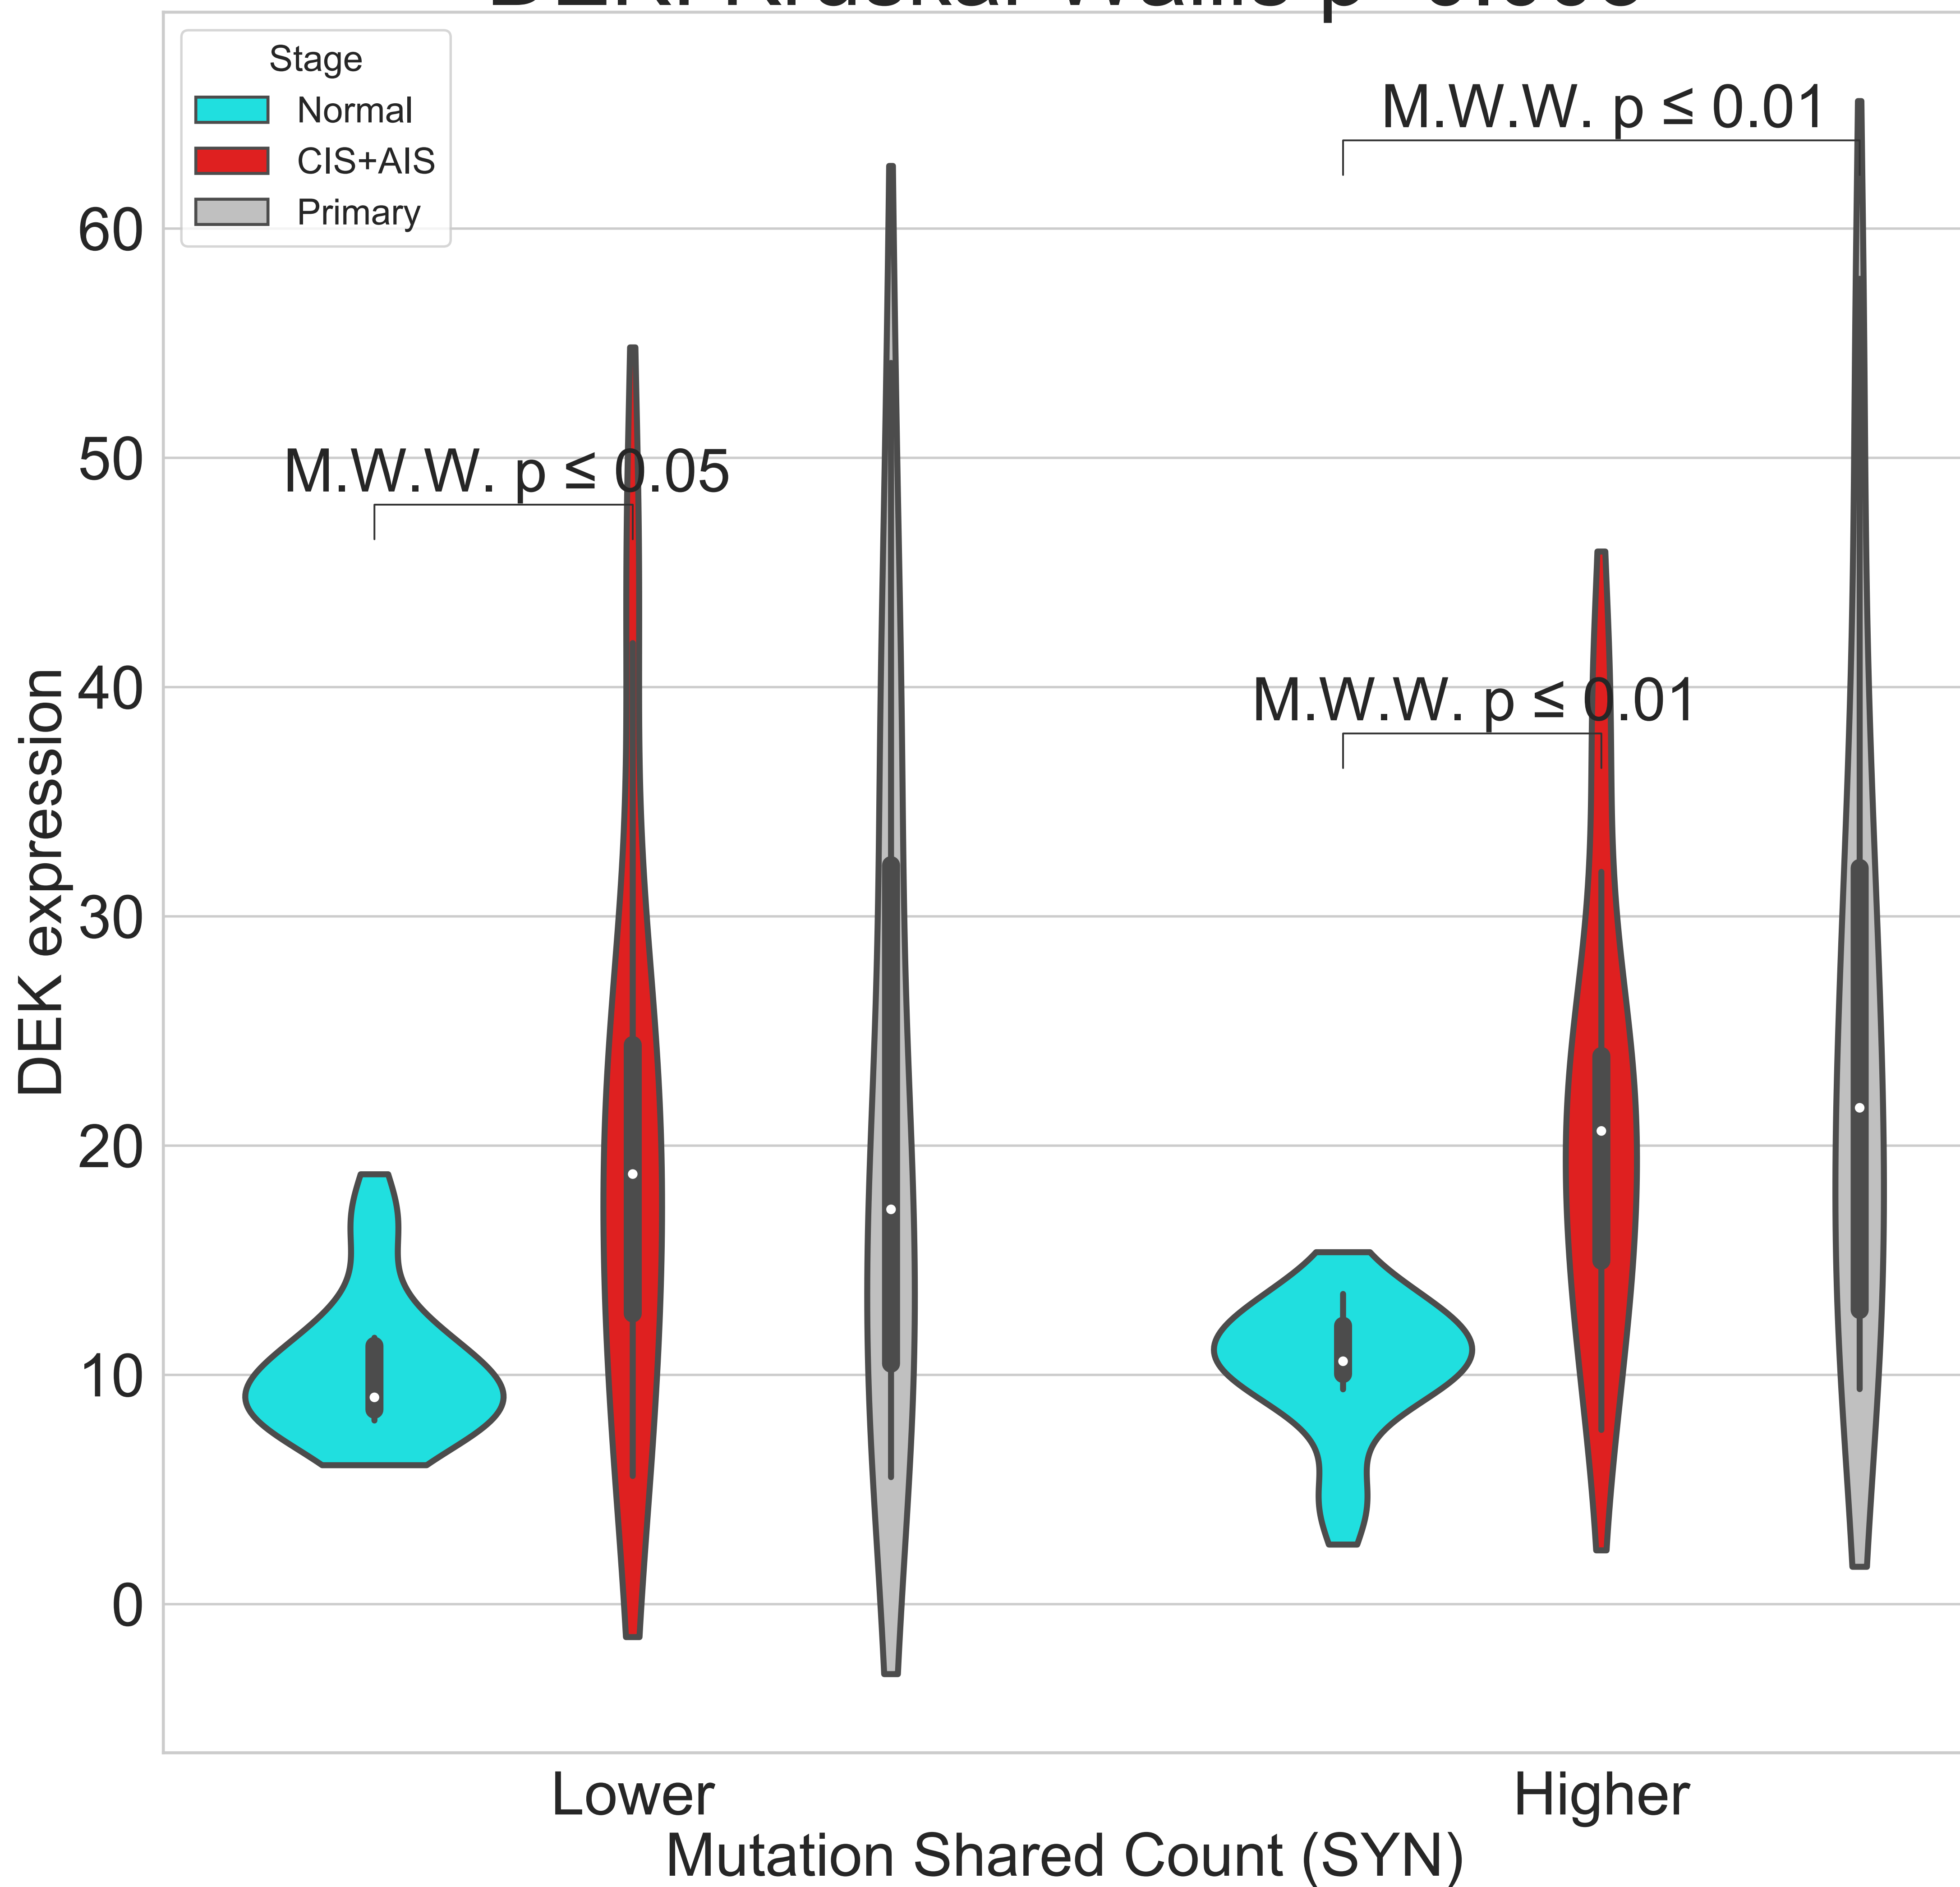 Stage
Normal
CIS+AIS
Primary
M.W.W. p ≤ 0.01
M.W.W. p ≤ 0.05
M.W.W. p ≤ 0.01
60
50
40
30
20
10
0
DEK expression
Lower
Higher
Mutation Shared Count (SYN)